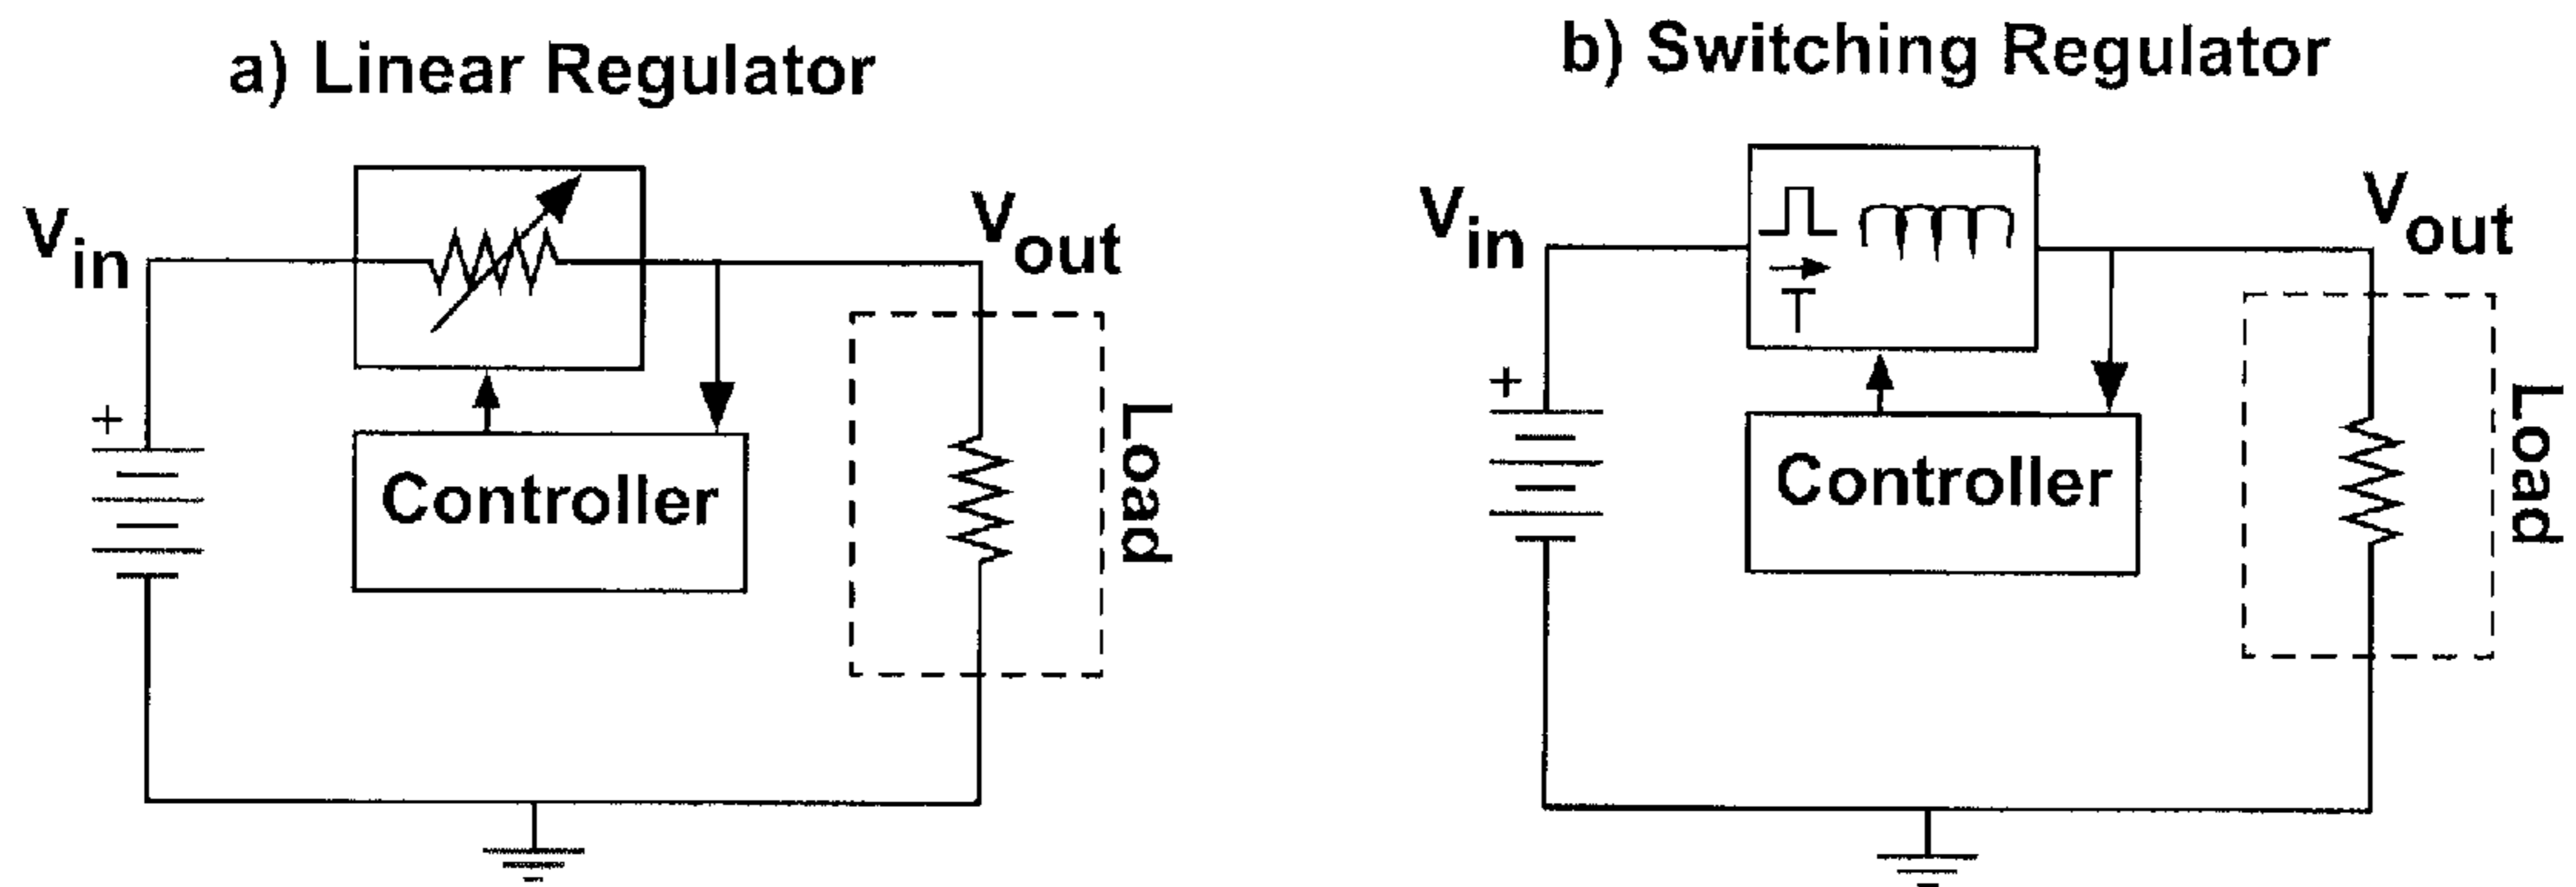 a) Linear Regulator
Vin
Vout
+
Controller
Load
b) Switching Regulator
Vin
Vout
+
Controller
Load